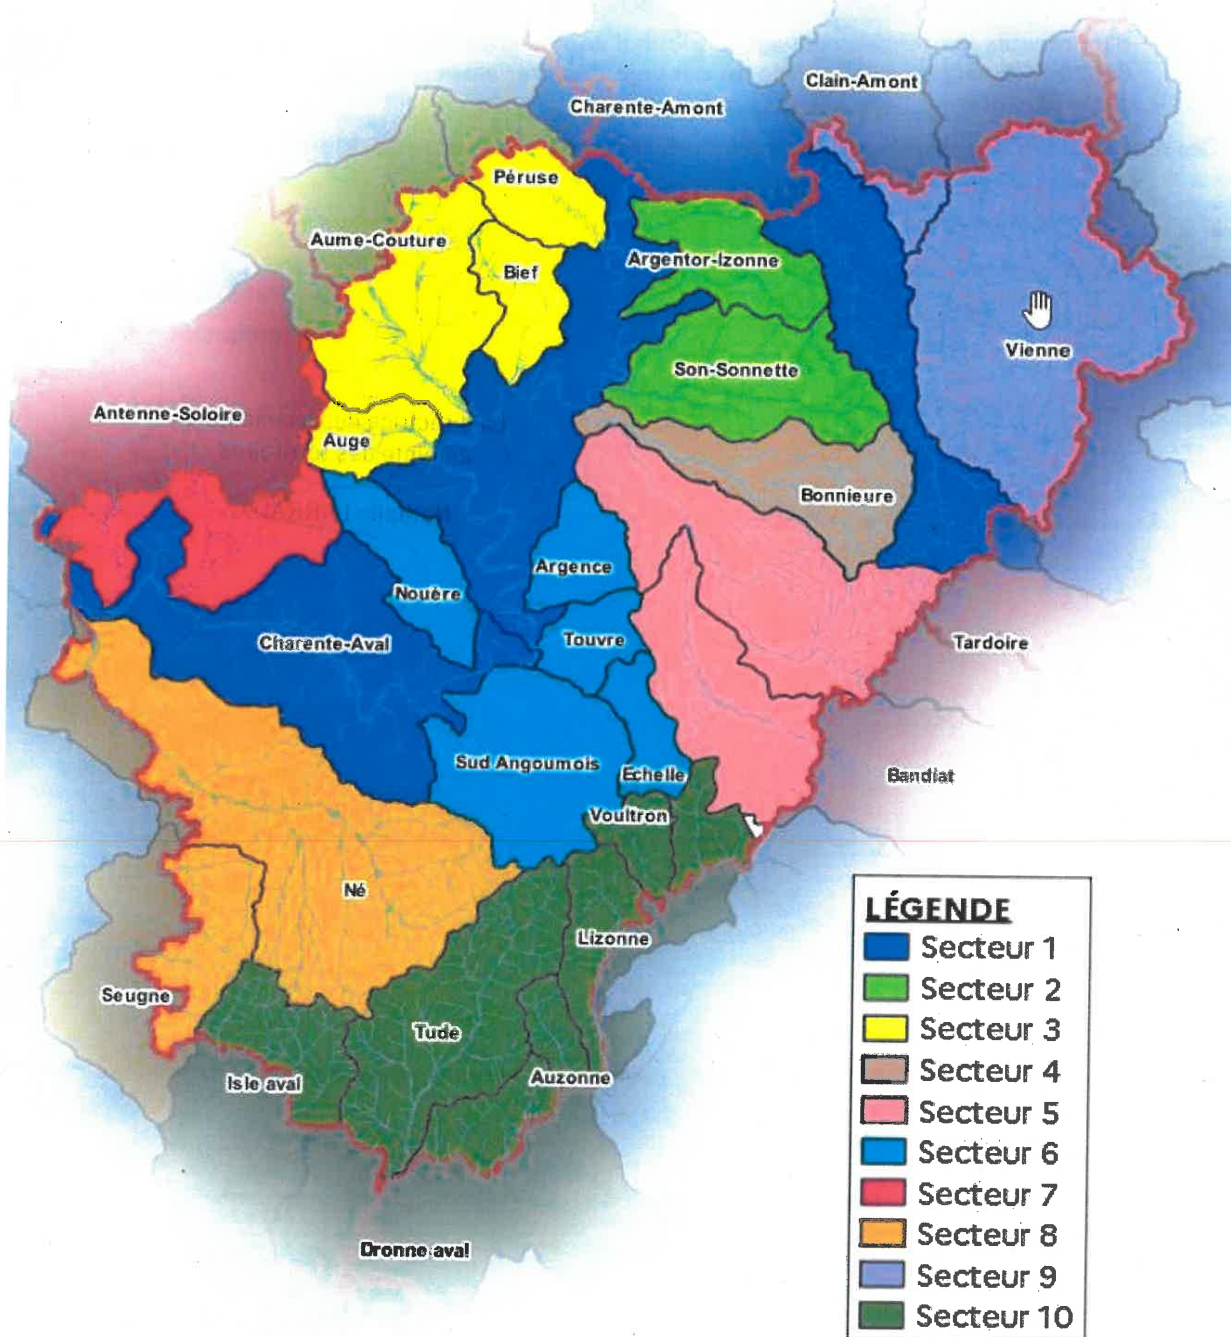 Clain-Amont
Charente-Amont
Péruse
Aume-Couture
Bief
Argentor-Izonne
Vienne
Son-Sonnette
Antenne-Soloire
Auge
Bonnieure
Argence
Nouère
Touvre
Charente-Aval
Tardoire
Sud Angoumois
Echelle
Bandiat
Voultron
Né
Lizonne
Seugne
Tude
Auzonne
Isle aval
Dronne aval
LÉGENDE
Secteur 1
Secteur 2
Secteur 3
Secteur 4
Secteur 5
Secteur 6
Secteur 7
Secteur 8
Secteur 9
Secteur 10